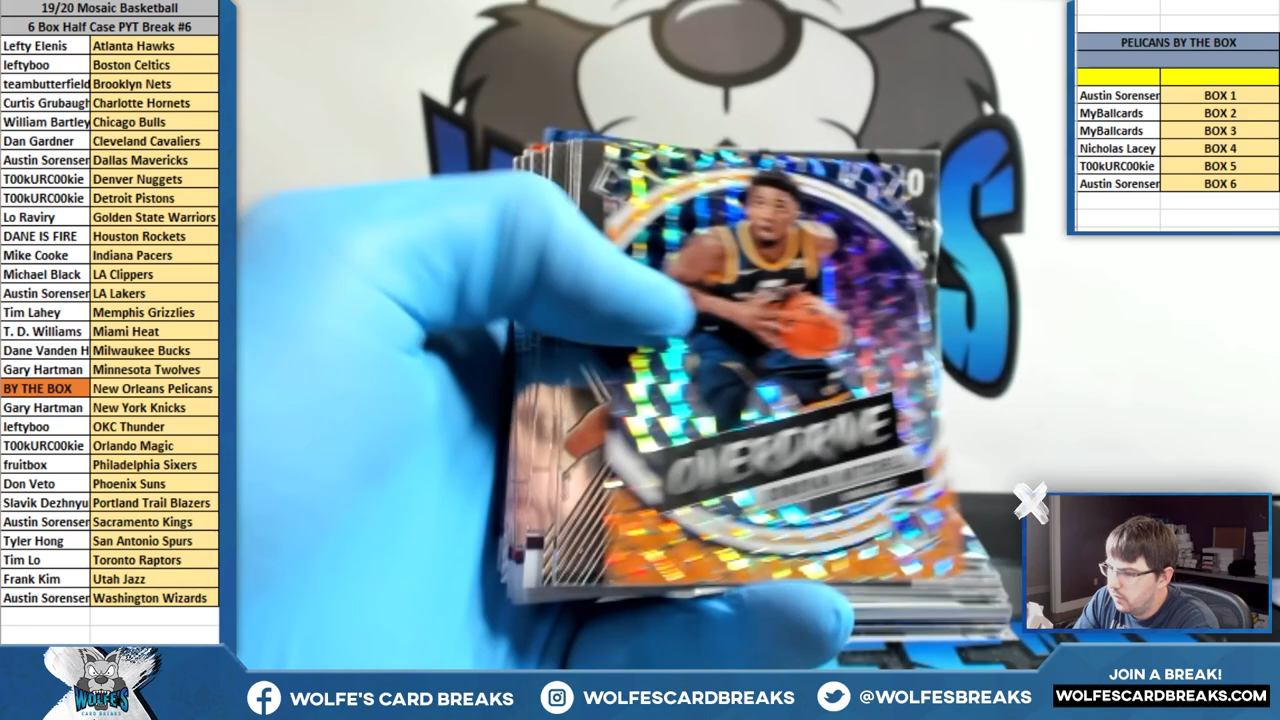 19/20 Mosaic Basketball
6 Box Half Case PYT Break #6
Lefty Elenis Atlanta Hawks
leftyboo Boston Celtics
teambutterfield Brooklyn Nets
Curtis Grubaugh Charlotte Hornets
William Bartley Chicago Bulls
Dan Gardner Cleveland Cavaliers
Austin Sorensen Dallas Mavericks
T00kURC00kie Denver Nuggets
T00kURC00kie Detroit Pistons
Lo Raviry Golden State Warriors
DANE IS FIRE Houston Rockets
Mike Cooke Indiana Pacers
Michael Black LA Clippers
Austin Sorensen LA Lakers
Tim Lahey Memphis Grizzlies
T. D. Williams Miami Heat
Dane Vanden H Milwaukee Bucks
Gary Hartman Minnesota Twolves
BY THE BOX New Orleans Pelicans
Gary Hartman New York Knicks
leftyboo OKC Thunder
T00kURC00kie Orlando Magic
fruitbox Philadelphia Sixers
Don Veto Phoenix Suns
Slavik Dezhnyu Portland Trail Blazers
Austin Sorensen Sacramento Kings
Tyler Hong San Antonio Spurs
Tim Lo Toronto Raptors
Frank Kim Utah Jazz
Austin Sorensen Washington Wizards
PELICANS BY THE BOX
Austin Sorensen BOX 1
MyBallcards BOX 2
MyBallcards BOX 3
Nicholas Lacey BOX 4
T00kURC00kie BOX 5
Austin Sorensen BOX 6
OVERDRIVE
WOLFE'S
CARD BREAKS
WOLFE'S CARD BREAKS
WOLFESCARDBREAKS
@WOLFESBREAKS
JOIN A BREAK!
WOLFESCARDBREAKS.COM